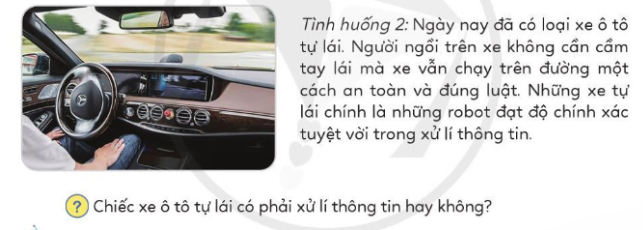 Tình huống 2: Ngày nay đã có loại xe ô tô
tự lái. Người ngồi trên xe không cần cầm
tay lái mà xe vẫn chạy trên đường một
cách an toàn và đúng luật. Những xe tự
lái chính là những robot đạt độ chính xác
tuyệt vời trong xử lí thông tin.
? Chiếc xe ô tô tự lái có phải xử lí thông tin hay không?